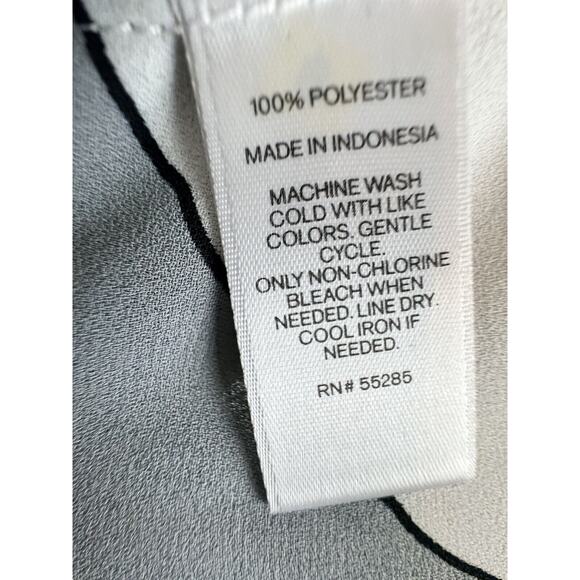 100% POLYESTER
MADE IN INDONESIA
MACHINE WASH
COLD WITH LIKE
COLORS. GENTLE
CYCLE.
ONLY NON-CHLORINE
BLEACH WHEN
NEEDED. LINE DRY.
COOL IRON IF
NEEDED.
RN# 55285